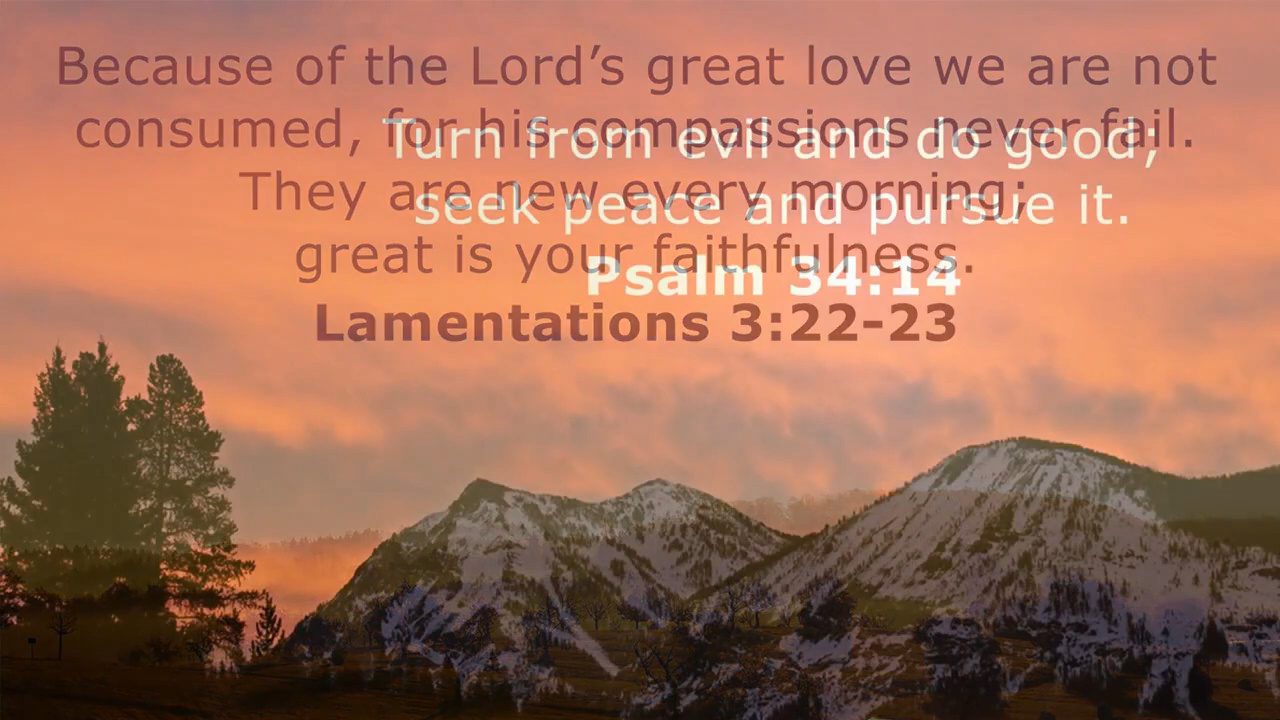 Because of the Lord’s great love we are not
consumed, for his compassions never fail.
They are new every morning;
great is your faithfulness.
Lamentations 3:22-23
Turn from evil and do good;
seek peace and pursue it.
Psalm 34:14